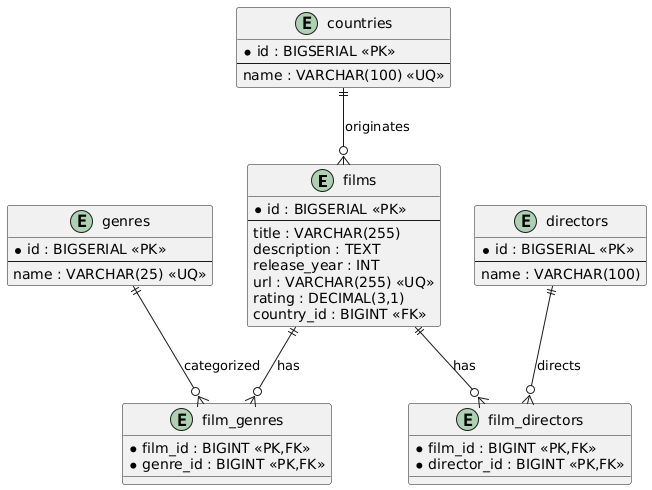 E countries
* id : BIGSERIAL «PK»
name : VARCHAR(100) «UQ»
originates
E films
* id : BIGSERIAL «PK»
title : VARCHAR(255)
description : TEXT
release_year : INT
url : VARCHAR(255) «UQ»
rating : DECIMAL(3,1)
country_id : BIGINT «FK»
E genres
* id : BIGSERIAL «PK»
name : VARCHAR(25) «UQ»
E directors
* id : BIGSERIAL «PK»
name : VARCHAR(100)
categorized
has
has
directs
E film_genres
* film_id : BIGINT «PK,FK»
* genre_id : BIGINT «PK,FK»
E film_directors
* film_id : BIGINT «PK,FK»
* director_id : BIGINT «PK,FK»